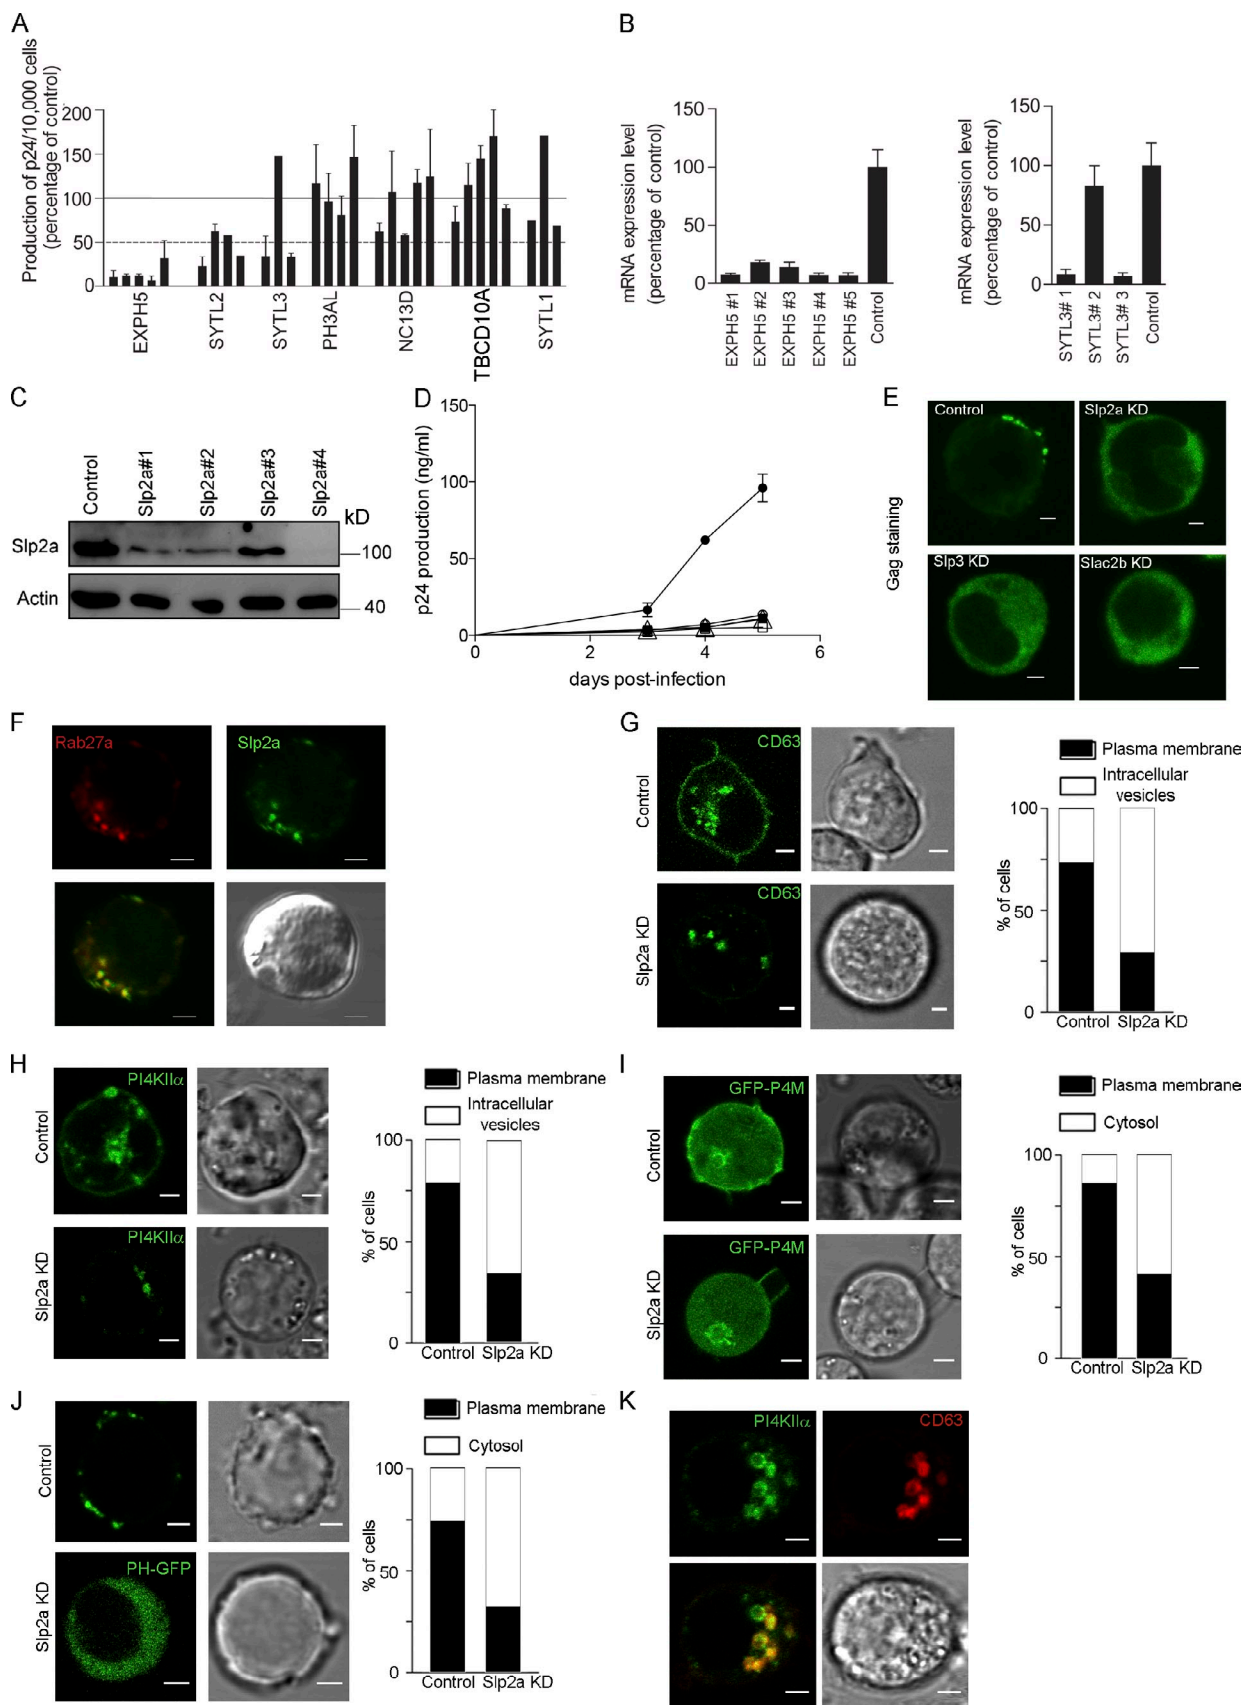 A
Production of p24/10,000 cells
(percentage of control)
200
150
100
50
0
EXPH5
SYTL2
SYTL3
PH3AL
NC13D
TBCD10A
SYTL1
B
mRNA expression level
(percentage of control)
150
100
50
0
EXPH5 #1
EXPH5 #2
EXPH5 #3
EXPH5 #4
EXPH5 #5
Control
mRNA expression level
(percentage of control)
150
100
50
0
SYTL3# 1
SYTL3# 2
SYTL3# 3
Control
C
Control
Slp2a#1
Slp2a#2
Slp2a#3
Slp2a#4
kD
Slp2a
100
Actin
40
D
p24 production (ng/ml)
150
100
50
0
0
2
4
6
days post-infection
E
Gag staining
Control
Slp2a KD
Slp3 KD
Slac2b KD
F
Rab27a
Slp2a
G
Control
CD63
Slp2a KD
CD63
Plasma membrane
Intracellular
vesicles
% of cells
100
50
0
Control
Slp2a KD
H
Control
PI4KIIα
Slp2a KD
PI4KIIα
Plasma membrane
Intracellular
vesicles
% of cells
100
50
0
Control
Slp2a KD
I
Control
GFP-P4M
Slp2a KD
GFP-P4M
Plasma membrane
Cytosol
% of cells
100
50
0
Control
Slp2a KD
J
Control
Slp2a KD
PH-GFP
Plasma membrane
Cytosol
% of cells
100
50
0
Control
Slp2a KD
K
PI4KIIα
CD63